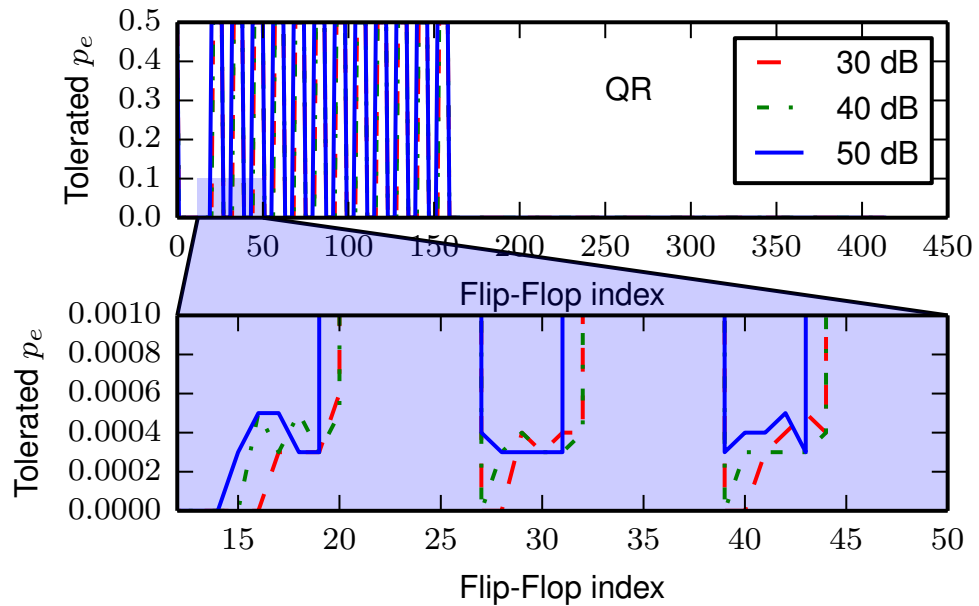 Tolerated pe
0.5
0.4
0.3
0.2
0.1
0.0
QR
30 dB
40 dB
50 dB
0 50 100 150 200 250 300 350 400 450
Flip-Flop index
Tolerated pe
0.0010
0.0008
0.0006
0.0004
0.0002
0.0000
15 20 25 30 35 40 45 50
Flip-Flop index